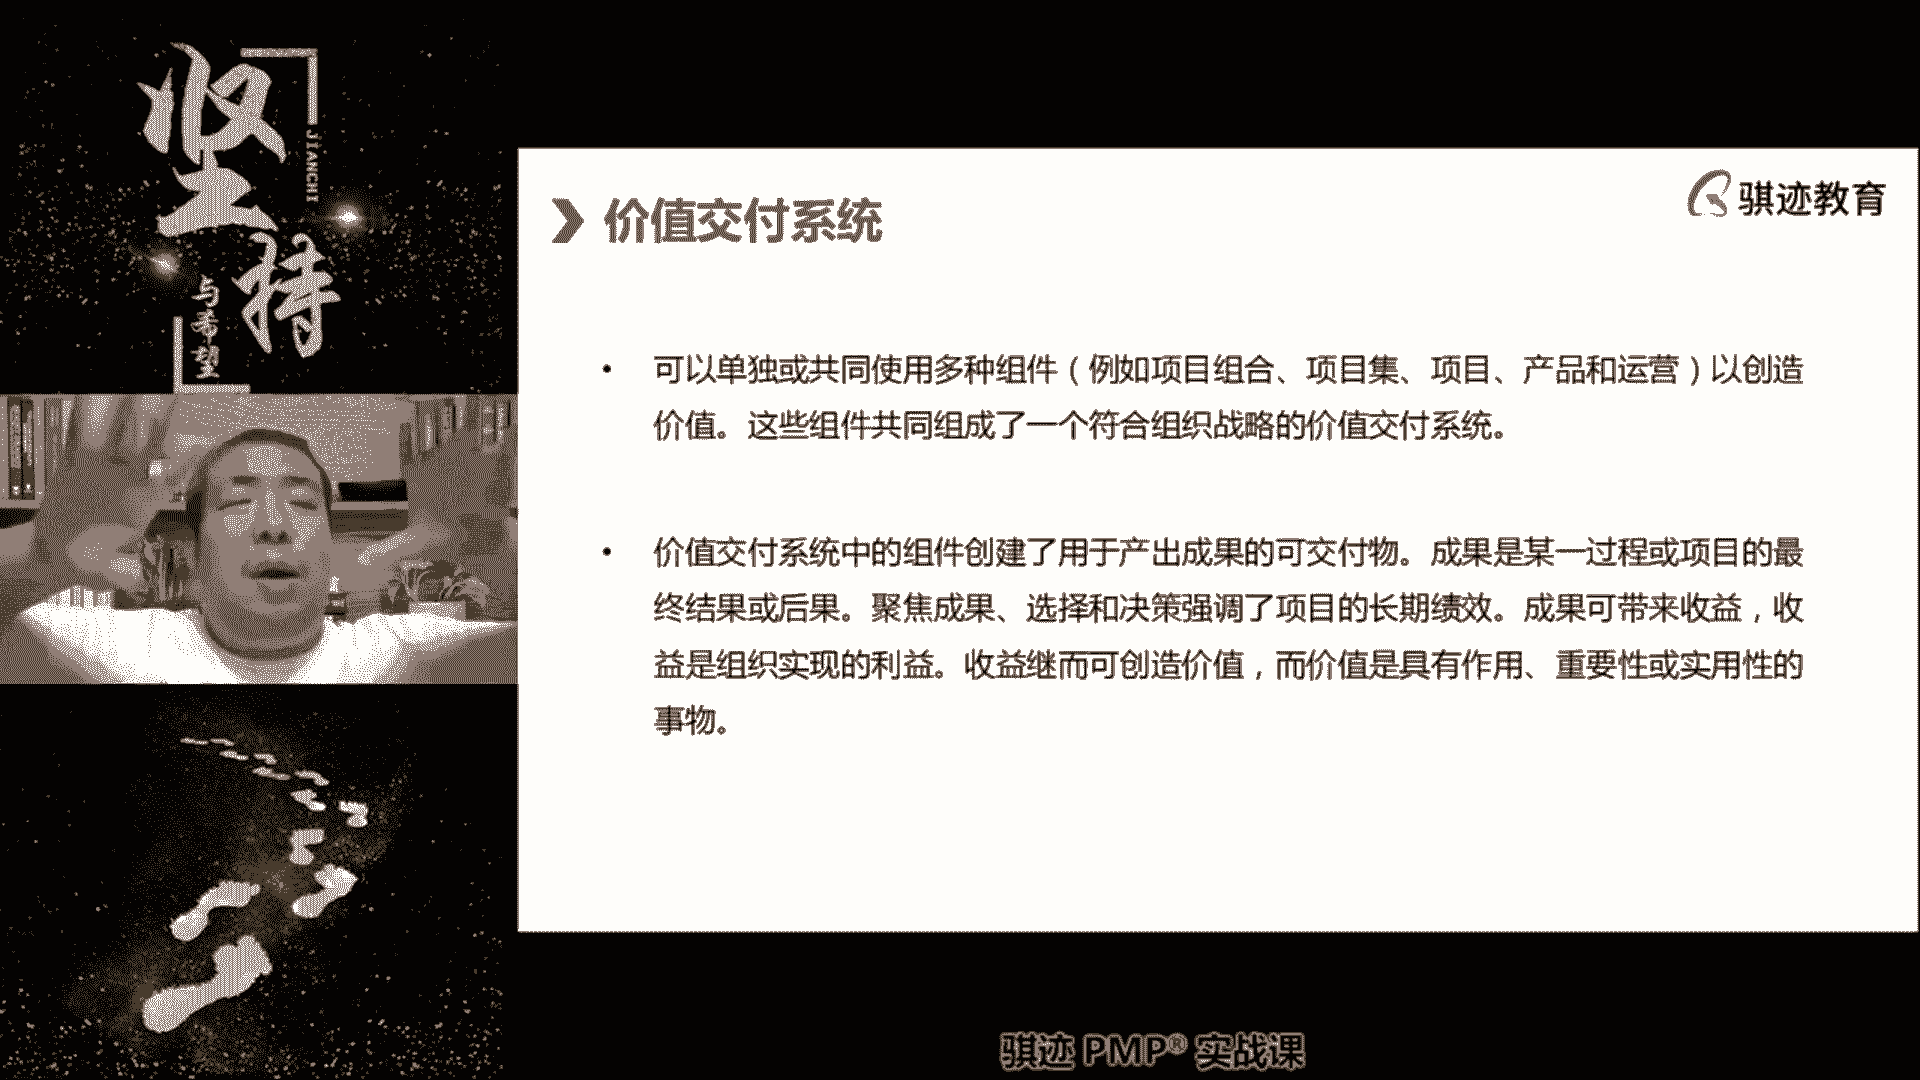 坚持
JIANCHI
与希望
骐迹教育
价值交付系统
• 可以单独或共同使用多种组件（例如项目组合、项目集、项目、产品和运营）以创造
价值。这些组件共同组成了一个符合组织战略的价值交付系统。
• 价值交付系统中的组件创建了用于产出成果的可交付物。成果是某一过程或项目的最
终结果或后果。聚焦成果、选择和决策强调了项目的长期绩效。成果可带来收益，收
益是组织实现的利益。收益继而可创造价值，而价值是具有作用、重要性或实用性的
事物。
骐迹 PMP® 实战课